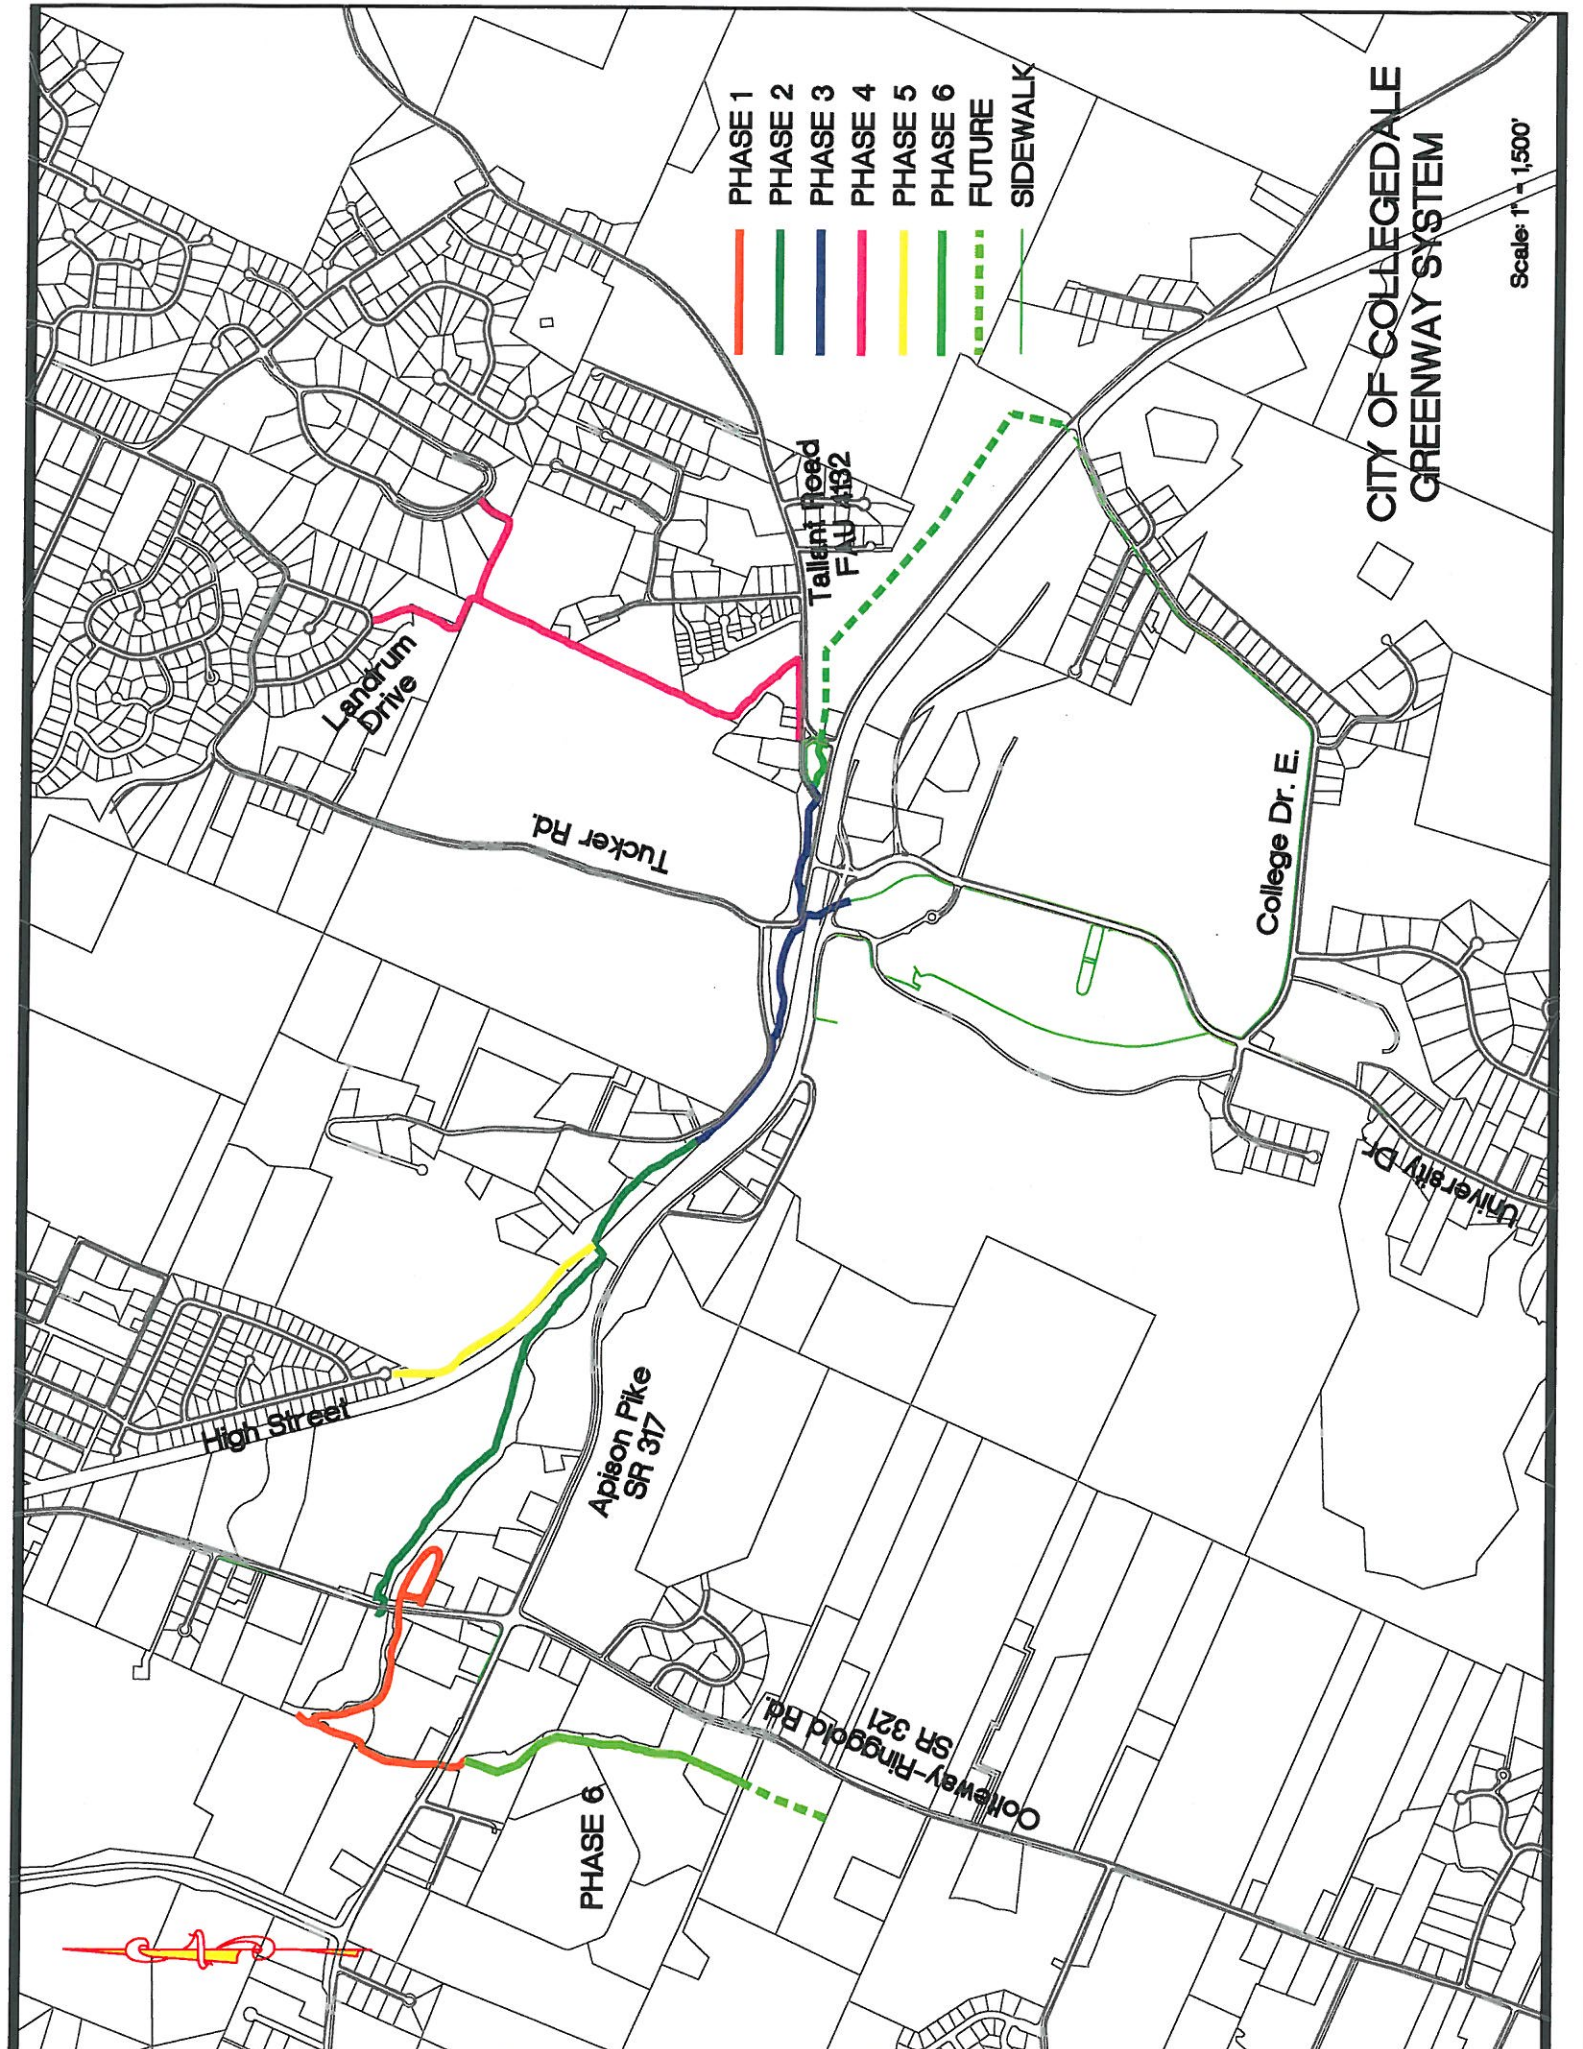 PHASE 1
PHASE 2
PHASE 3
PHASE 4
PHASE 5
PHASE 6
FUTURE
SIDEWALK
CITY OF COLLEGEDALE
GREENWAY SYSTEM
Scale: 1" = 1,500'
Tallant Road
FAU 4132
Landrum
Drive
Tucker Rd.
College Dr. E.
University Dr.
High Street
Apison Pike
SR 317
Ooltewah-Ringgold Rd.
SR 321
PHASE 6